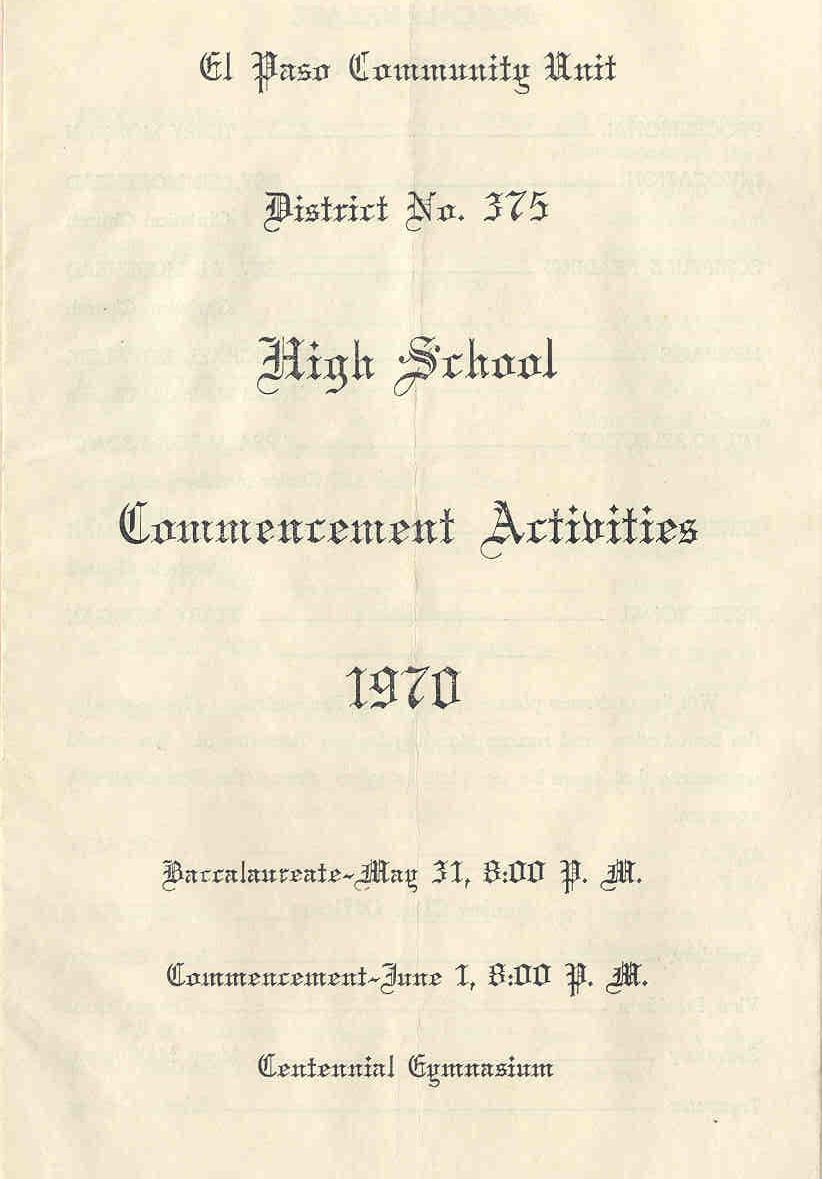 El Paso Community Unit
District No. 375
High School
Commencement Activities
1970
Baccalaureate-May 31, 8:00 P. M.
Commencement-June 1, 8:00 P. M.
Centennial Gymnasium